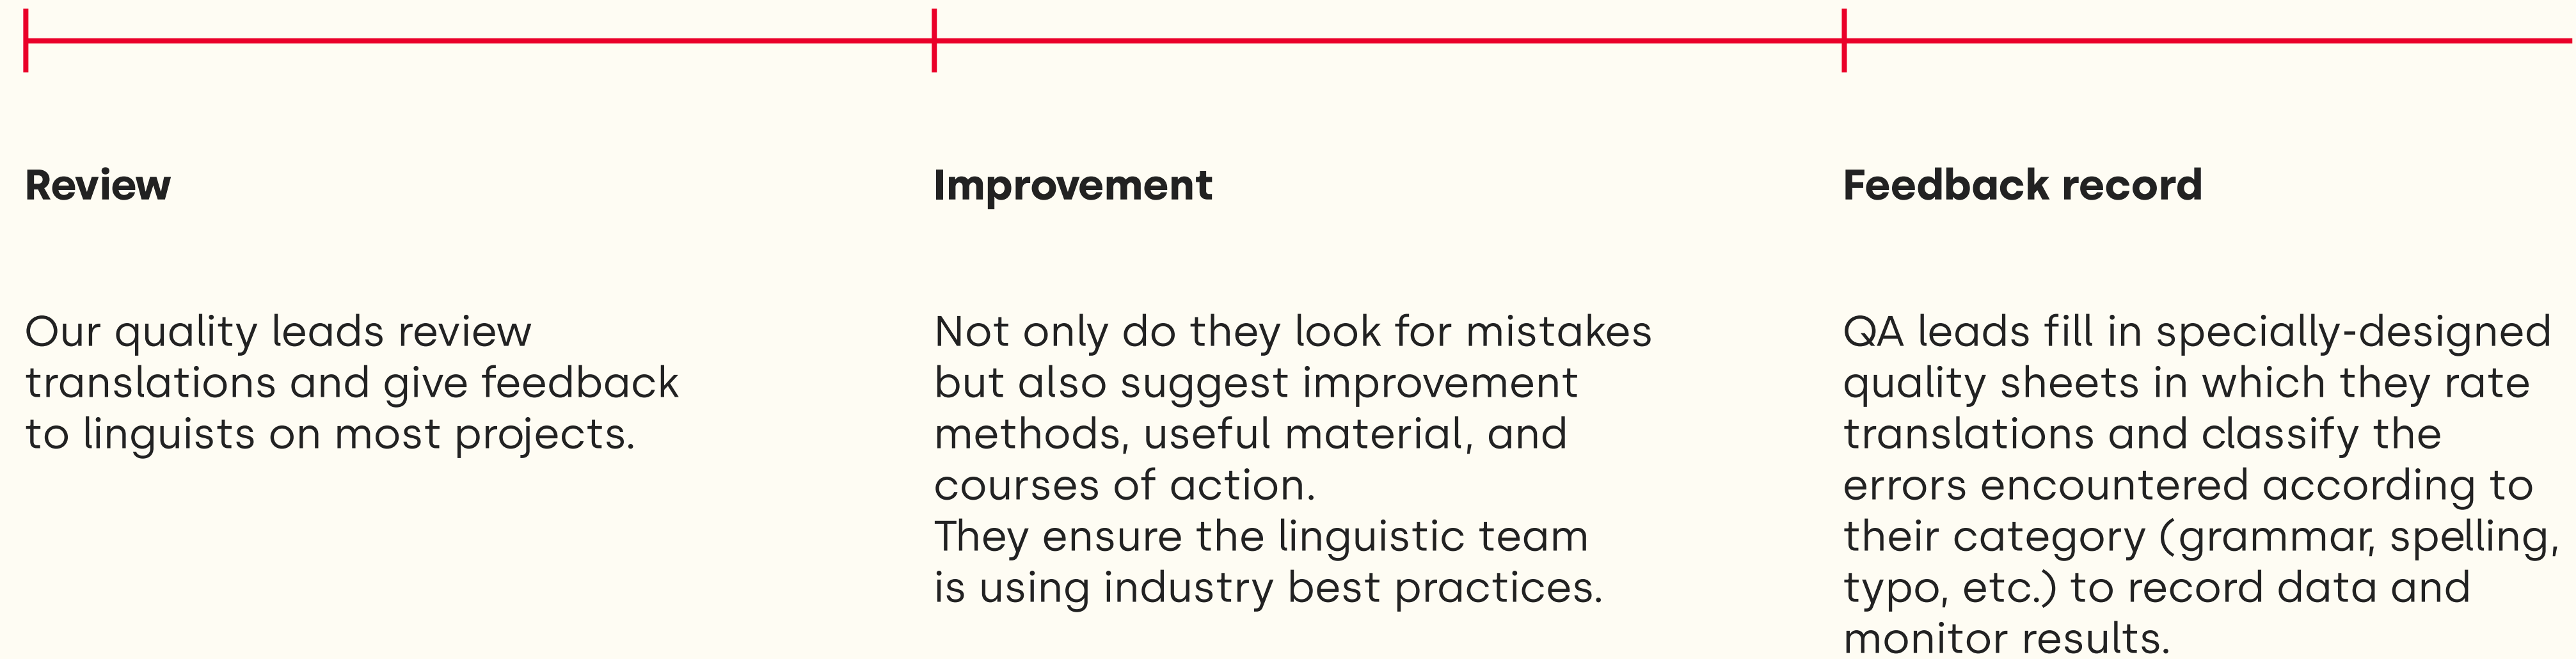 Review
Our quality leads review
translations and give feedback
to linguists on most projects.
Improvement
Not only do they look for mistakes
but also suggest improvement
methods, useful material, and
courses of action.
They ensure the linguistic team
is using industry best practices.
Feedback record
QA leads fill in specially-designed
quality sheets in which they rate
translations and classify the
errors encountered according to
their category (grammar, spelling,
typo, etc.) to record data and
monitor results.